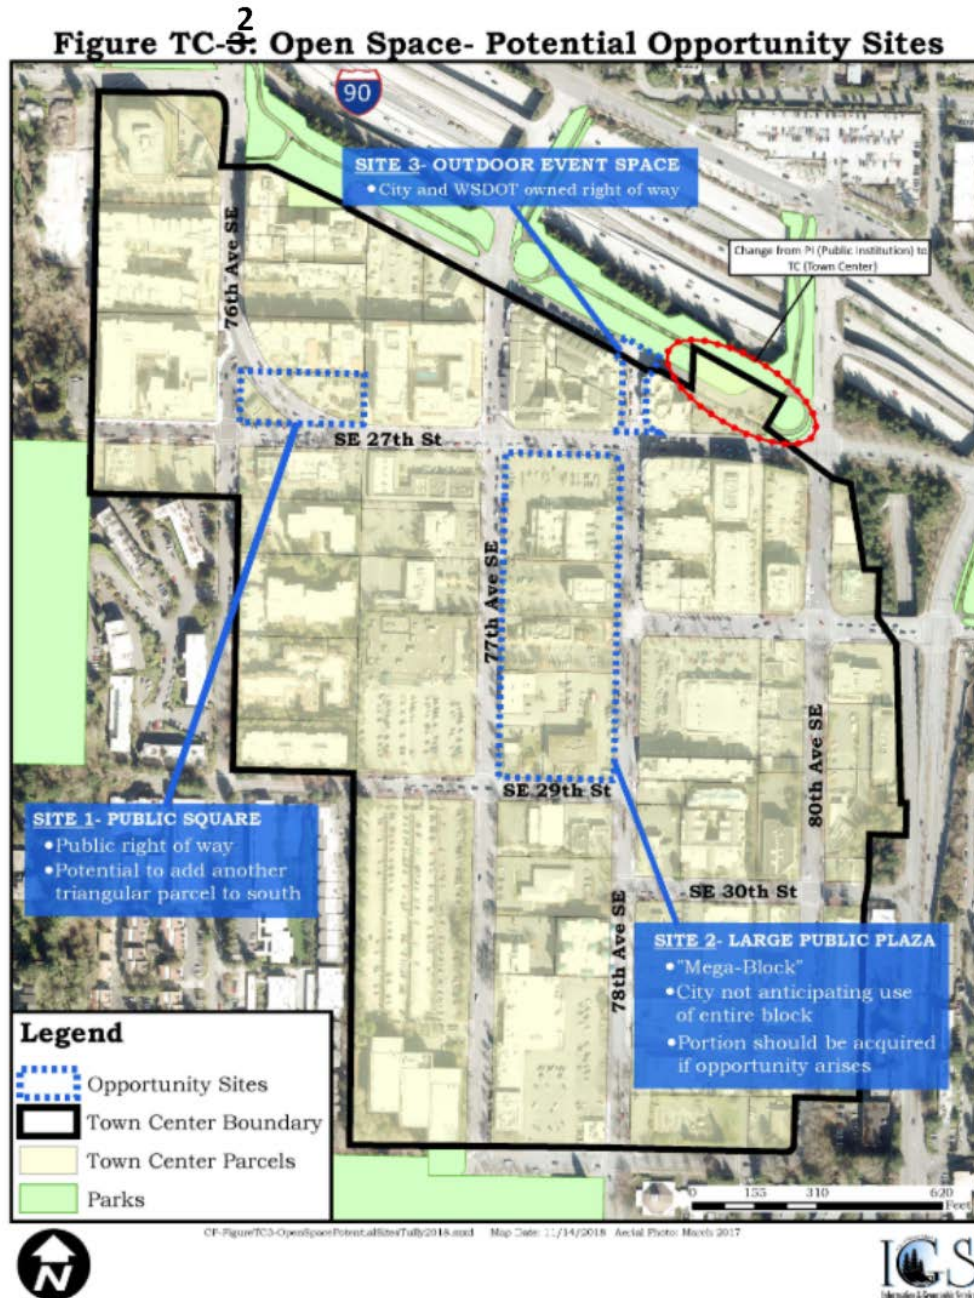 2
Figure TC-3: Open Space- Potential Opportunity Sites
90
SITE 3- OUTDOOR EVENT SPACE
•City and WSDOT owned right of way
Change from PI (Public Institution) to
TC (Town Center)
76th Ave SE
SE 27th St
77th Ave SE
SE 29th St
80th Ave SE
SITE 1- PUBLIC SQUARE
•Public right of way
•Potential to add another
triangular parcel to south
SE 30th St
78th Ave SE
SITE 2- LARGE PUBLIC PLAZA
•"Mega-Block"
•City not anticipating use
of entire block
•Portion should be acquired
if opportunity arises
Legend
Opportunity Sites
Town Center Boundary
Town Center Parcels
Parks
0 155 310 620
Feet
CP-FigureTC3-OpenSpacePotentialSitesTully2018.mxd Map Date: 11/14/2018 Aerial Photo: March 2017
N
IGS